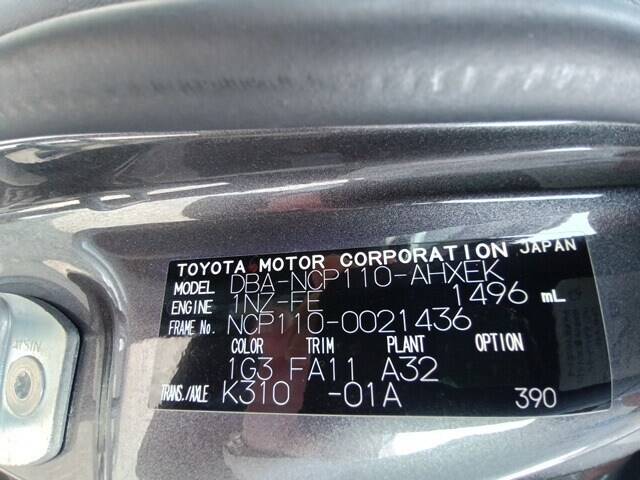 TOYOTA MOTOR CORPORATION JAPAN
MODEL DBA-NCP110-AHXEK
ENGINE 1NZ-FE 1496 mL
FRAME No. NCP110-0021436
COLOR TRIM PLANT OPTION
1G3 FA11 A32
TRANS./AXLE K310 -01A 390
AISIN